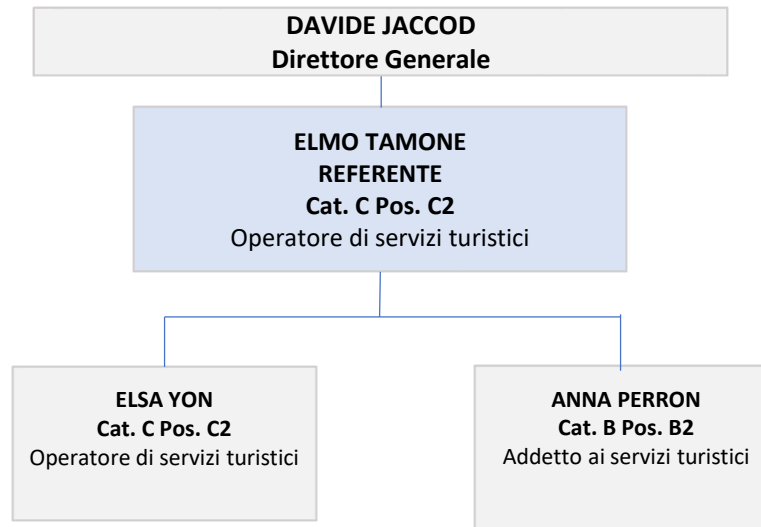 DAVIDE JACCOD
Direttore Generale
ELMO TAMONE
REFERENTE
Cat. C Pos. C2
Operatore di servizi turistici
ELSA YON
Cat. C Pos. C2
Operatore di servizi turistici
ANNA PERRON
Cat. B Pos. B2
Addetto ai servizi turistici